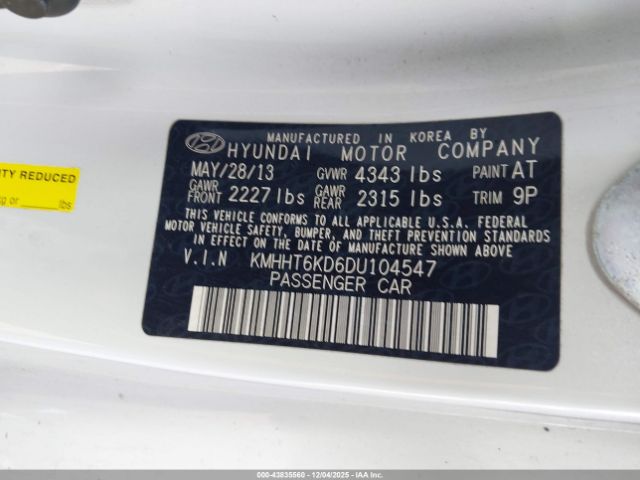 MANUFACTURED IN KOREA BY
HYUNDAI MOTOR COMPANY
MAY/28/13 GVWR 4343 lbs PAINT AT
GAWR FRONT 2227 lbs GAWR REAR 2315 lbs TRIM 9P
THIS VEHICLE CONFORMS TO ALL APPLICABLE U.S.A. FEDERAL
MOTOR VEHICLE SAFETY, BUMPER, AND THEFT PREVENTION STANDARDS
IN EFFECT ON THE DATE OF MANUFACTURE SHOWN ABOVE
V.I.N KMHHT6KD6DU104547
PASSENGER CAR
REDUCED
kg or lbs
000-43835560 - 12/04/2025 - COPART